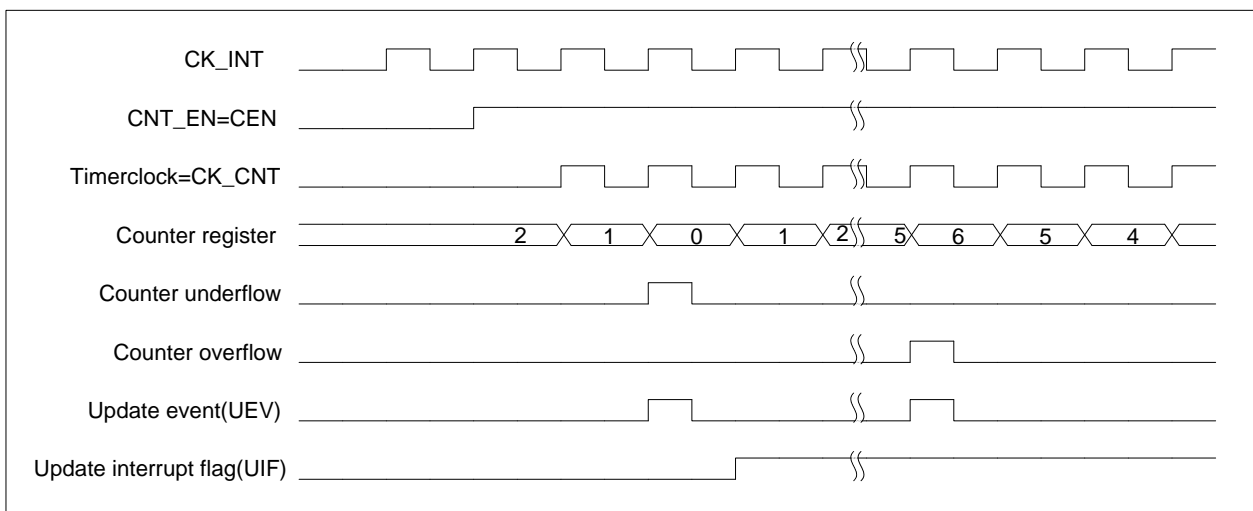 CK_INT
CNT_EN=CEN
Timerclock=CK_CNT
Counter register 2 1 0 1 2 5 6 5 4
Counter underflow
Counter overflow
Update event(UEV)
Update interrupt flag(UIF)